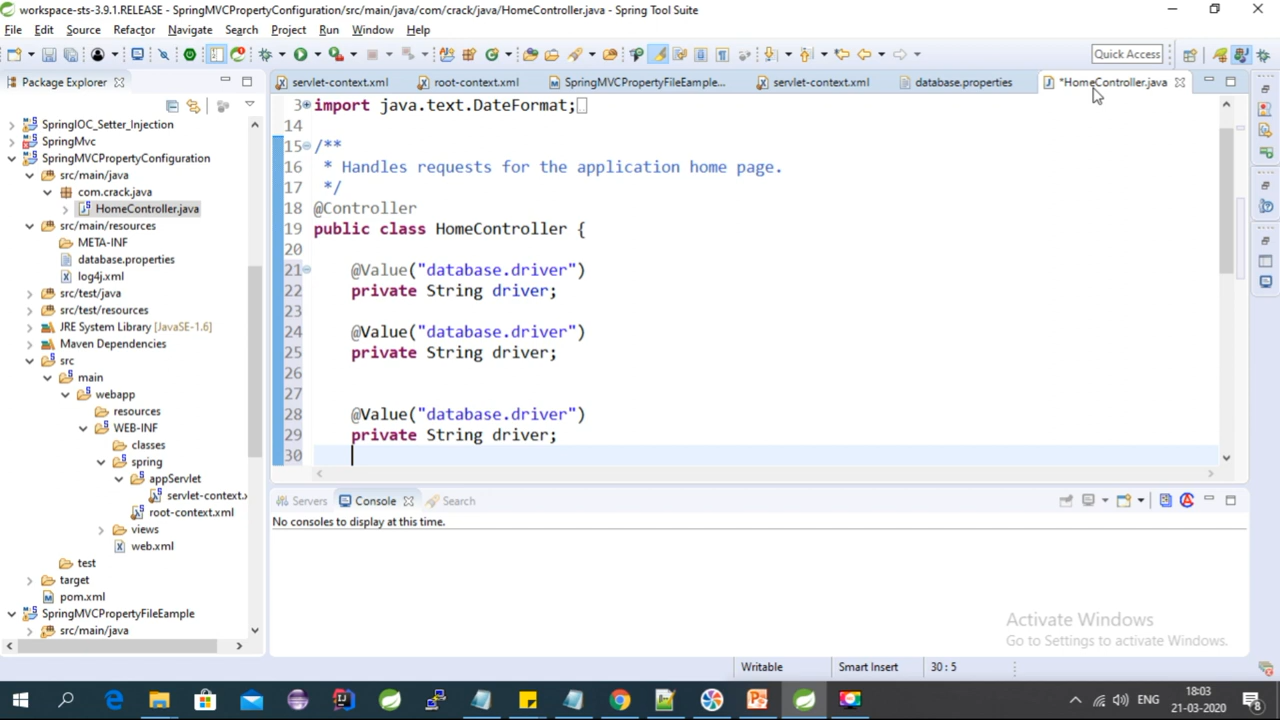 workspace-sts-3.9.1.RELEASE - SpringMVCPropertyConfiguration/src/main/java/com/crack/java/HomeController.java - Spring Tool Suite
File Edit Source Refactor Navigate Search Project Run Window Help
Quick Access
Package Explorer
servlet-context.xml root-context.xml SpringMVCPropertyFileEample... servlet-context.xml database.properties *HomeController.java
SpringIOC_Setter_Injection
SpringMvc
SpringMVCPropertyConfiguration
src/main/java
com.crack.java
HomeController.java
src/main/resources
META-INF
database.properties
log4j.xml
src/test/java
src/test/resources
JRE System Library [JavaSE-1.6]
Maven Dependencies
src
main
webapp
resources
WEB-INF
classes
spring
appServlet
servlet-context.x
root-context.xml
views
web.xml
test
target
pom.xml
SpringMVCPropertyFileEample
src/main/java
3 import java.text.DateFormat;
14
15 /**
16 * Handles requests for the application home page.
17 */
18 @Controller
19 public class HomeController {
20
21 @Value("database.driver")
22 private String driver;
23
24 @Value("database.driver")
25 private String driver;
26
27
28 @Value("database.driver")
29 private String driver;
30
Servers Console Search
No consoles to display at this time.
Activate Windows
Go to Settings to activate Windows.
Writable Smart Insert 30 : 5
ENG
18:03
21-03-2020
8